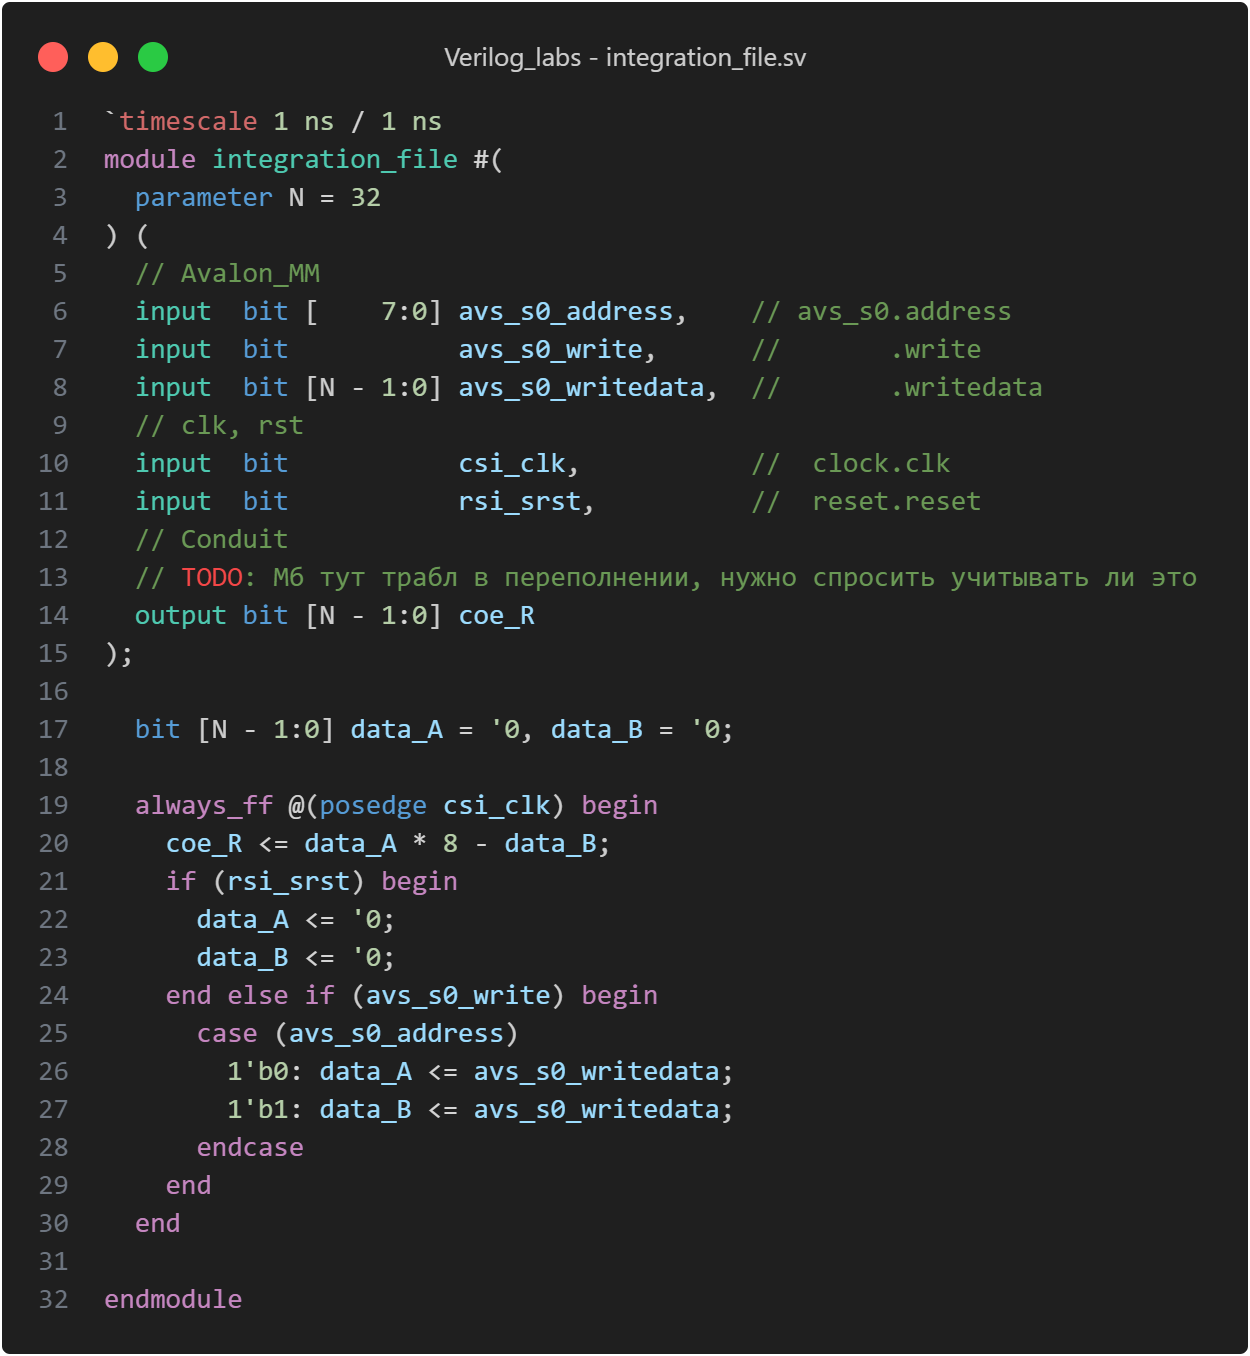 Verilog_labs - integration_file.sv
1 `timescale 1 ns / 1 ns
2 module integration_file #(
3   parameter N = 32
4 ) (
5   // Avalon_MM
6   input  bit [    7:0] avs_s0_address,    // avs_s0.address
7   input  bit           avs_s0_write,      //       .write
8   input  bit [N - 1:0] avs_s0_writedata,  //       .writedata
9   // clk, rst
10   input  bit           csi_clk,           //  clock.clk
11   input  bit           rsi_srst,          //  reset.reset
12   // Conduit
13   // TODO: Мб тут трабл в переполнении, нужно спросить учитывать ли это
14   output bit [N - 1:0] coe_R
15 );
16
17   bit [N - 1:0] data_A = '0, data_B = '0;
18
19   always_ff @(posedge csi_clk) begin
20     coe_R <= data_A * 8 - data_B;
21     if (rsi_srst) begin
22       data_A <= '0;
23       data_B <= '0;
24     end else if (avs_s0_write) begin
25       case (avs_s0_address)
26         1'b0: data_A <= avs_s0_writedata;
27         1'b1: data_B <= avs_s0_writedata;
28       endcase
29     end
30   end
31
32 endmodule